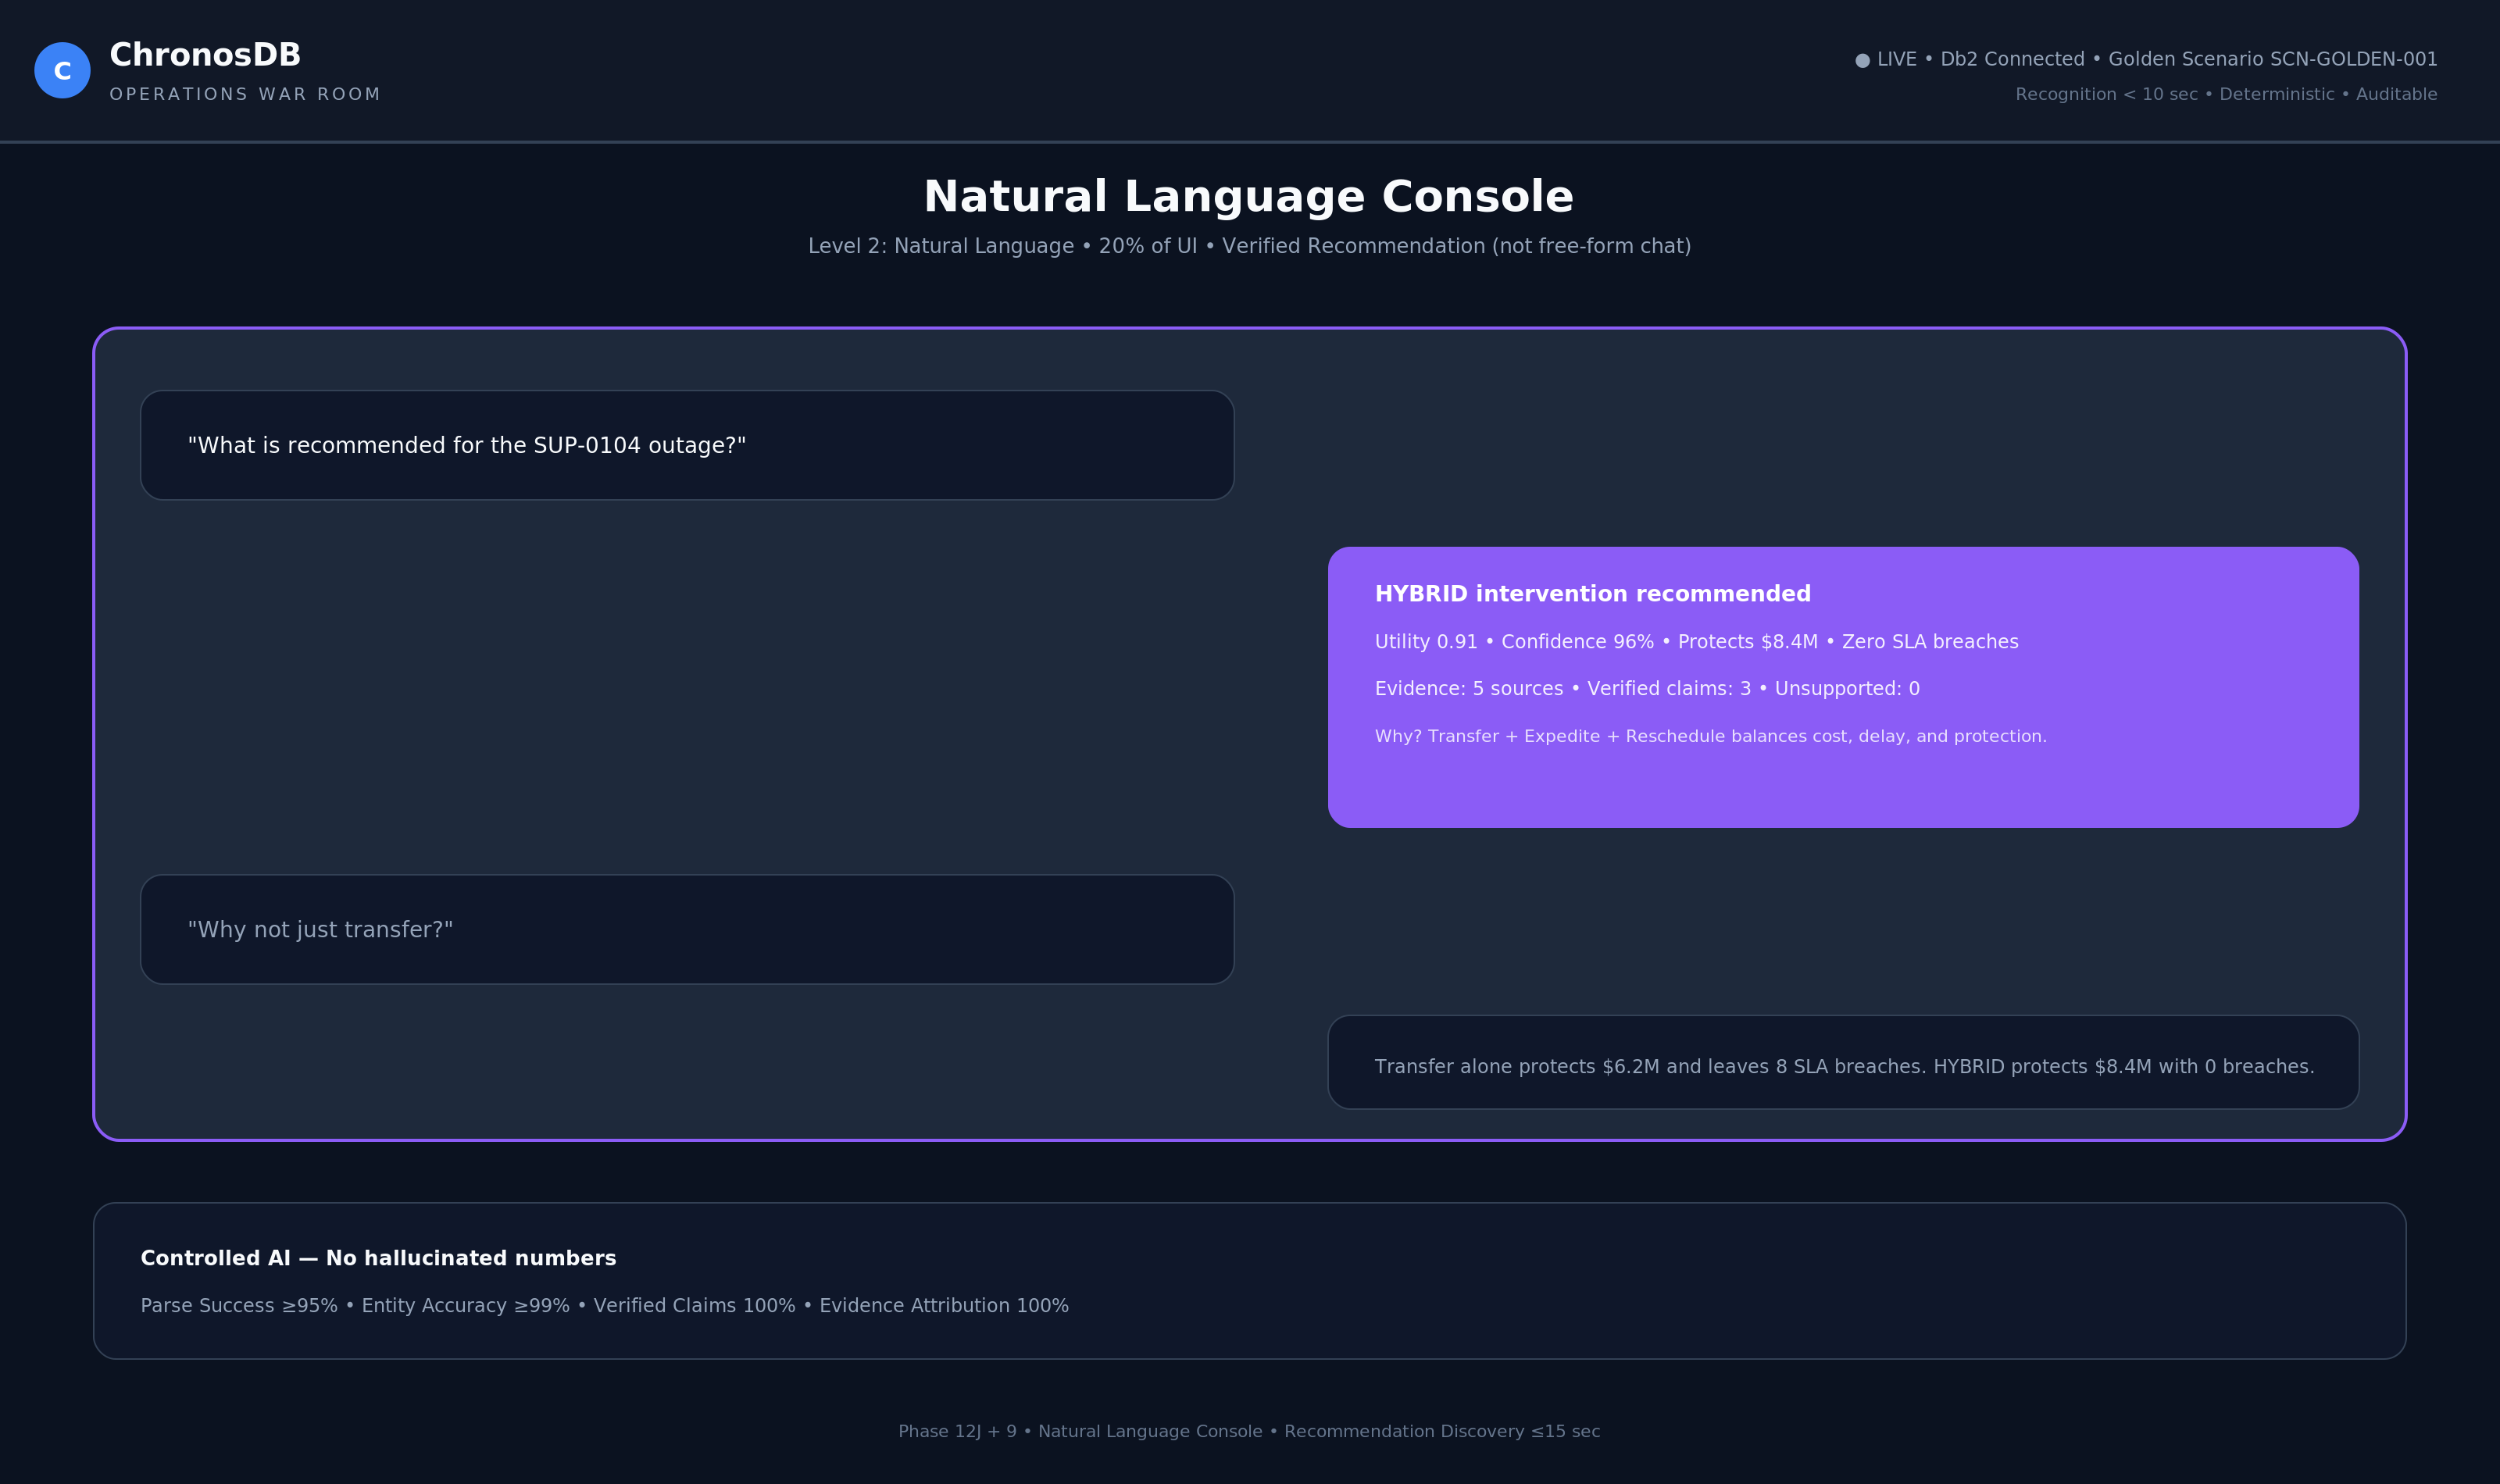 C
ChronosDB
OPERATIONS WAR ROOM
● LIVE • Db2 Connected • Golden Scenario SCN-GOLDEN-001
Recognition < 10 sec • Deterministic • Auditable
Natural Language Console
Level 2: Natural Language • 20% of UI • Verified Recommendation (not free-form chat)
"What is recommended for the SUP-0104 outage?"
HYBRID intervention recommended
Utility 0.91 • Confidence 96% • Protects $8.4M • Zero SLA breaches
Evidence: 5 sources • Verified claims: 3 • Unsupported: 0
Why? Transfer + Expedite + Reschedule balances cost, delay, and protection.
"Why not just transfer?"
Transfer alone protects $6.2M and leaves 8 SLA breaches. HYBRID protects $8.4M with 0 breaches.
Controlled AI — No hallucinated numbers
Parse Success ≥95% • Entity Accuracy ≥99% • Verified Claims 100% • Evidence Attribution 100%
Phase 12J + 9 • Natural Language Console • Recommendation Discovery ≤15 sec